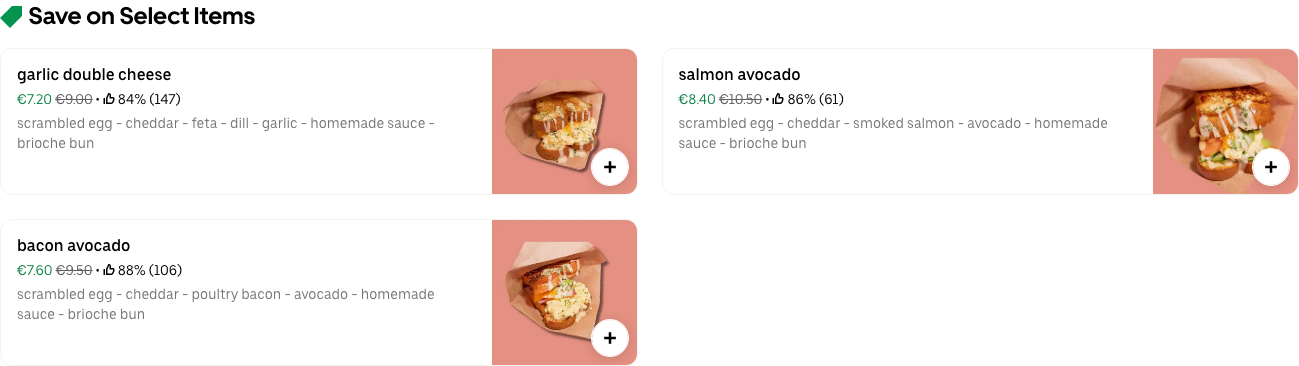 Save on Select Items
garlic double cheese
€7.20 €9.00 • 84% (147)
scrambled egg - cheddar - feta - dill - garlic - homemade sauce -
brioche bun
salmon avocado
€8.40 €10.50 • 86% (61)
scrambled egg - cheddar - smoked salmon - avocado - homemade
sauce - brioche bun
bacon avocado
€7.60 €9.50 • 88% (106)
scrambled egg - cheddar - poultry bacon - avocado - homemade
sauce - brioche bun